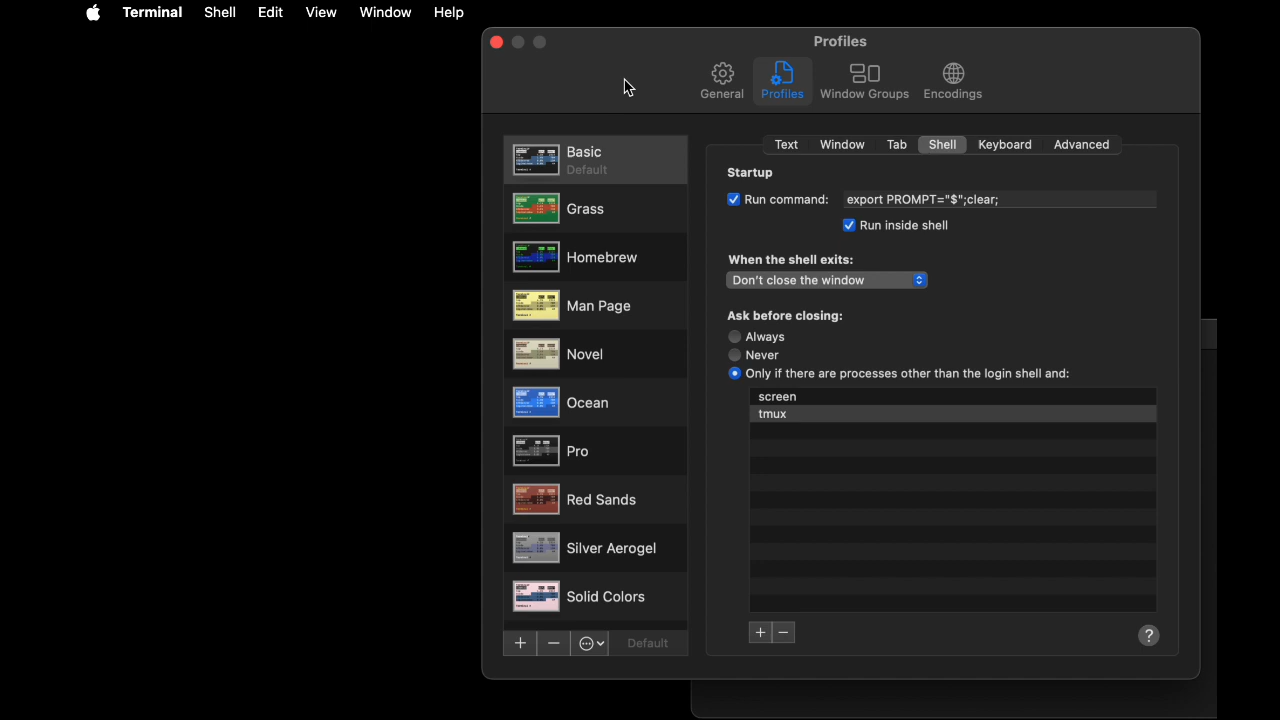 Terminal Shell Edit View Window Help
Profiles
General Profiles Window Groups Encodings
Basic
Default
Grass
Homebrew
Man Page
Novel
Ocean
Pro
Red Sands
Silver Aerogel
Solid Colors
Default
Text Window Tab Shell Keyboard Advanced
Startup
Run command: export PROMPT="$";clear;
Run inside shell
When the shell exits:
Don't close the window
Ask before closing:
Always
Never
Only if there are processes other than the login shell and:
screen
tmux
+ −
?